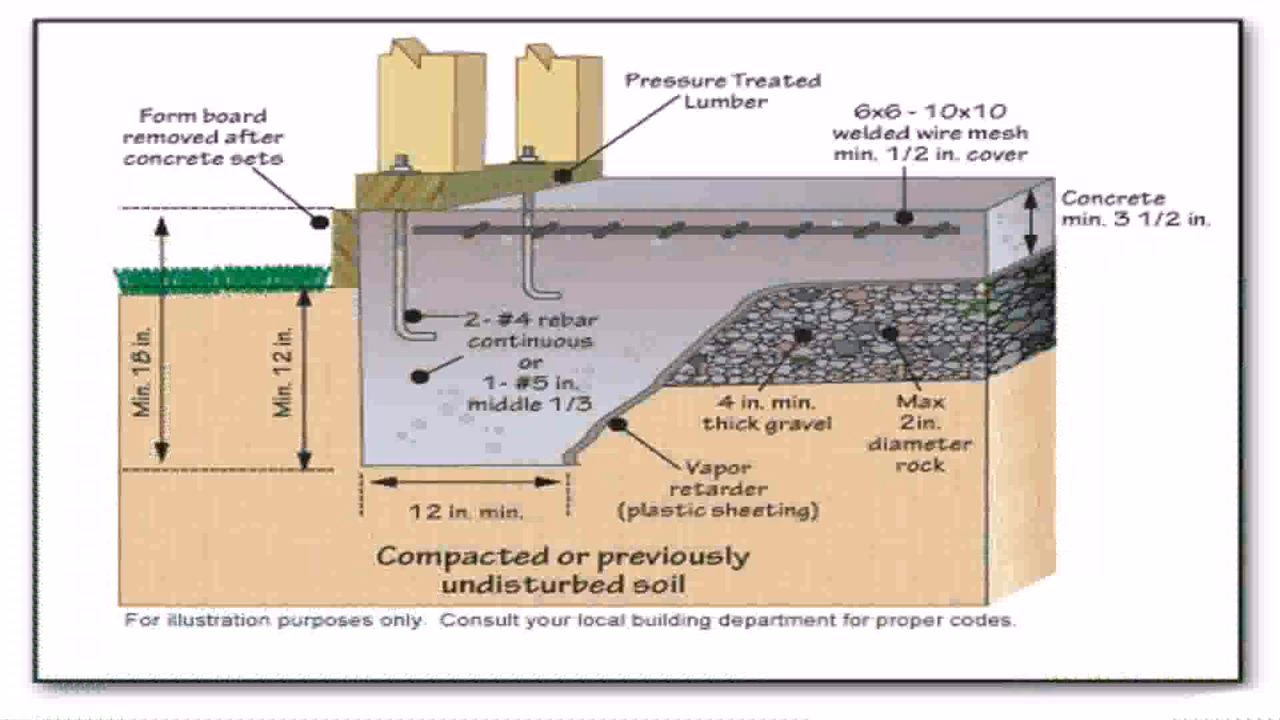 Pressure Treated
Lumber
Form board
removed after
concrete sets
6x6 - 10x10
welded wire mesh
min. 1/2 in. cover
Concrete
min. 3 1/2 in.
Min. 18 in.
Min. 12 in.
2- #4 rebar
continuous
or
1- #5 in.
middle 1/3
4 in. min.
thick gravel
Max
2in.
diameter
rock
Vapor
retarder
(plastic sheeting)
12 in. min.
Compacted or previously
undisturbed soil
For illustration purposes only. Consult your local building department for proper codes.